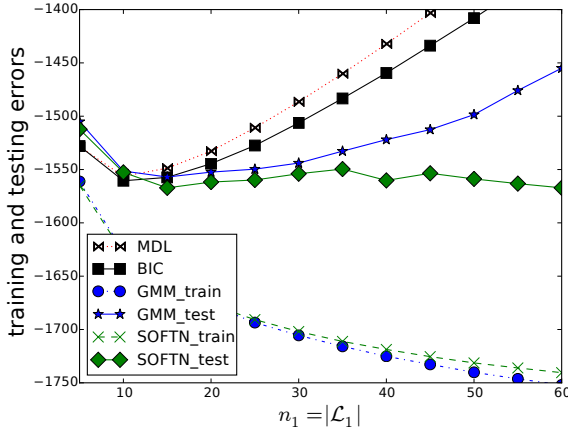 training and testing errors
−1400
−1450
−1500
−1550
−1600
−1650
−1700
−1750
MDL
BIC
GMM_train
GMM_test
SOFTN_train
SOFTN_test
10 20 30 40 50 60
n₁ =|ℒ₁|